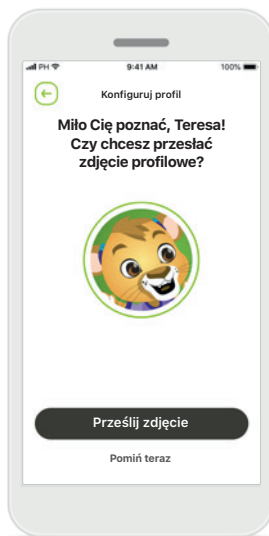 PH 9:41 AM 100%
Konfiguruj profil
Miło Cię poznać, Teresa!
Czy chcesz przesłać
zdjęcie profilowe?
Prześlij zdjęcie
Pomiń teraz